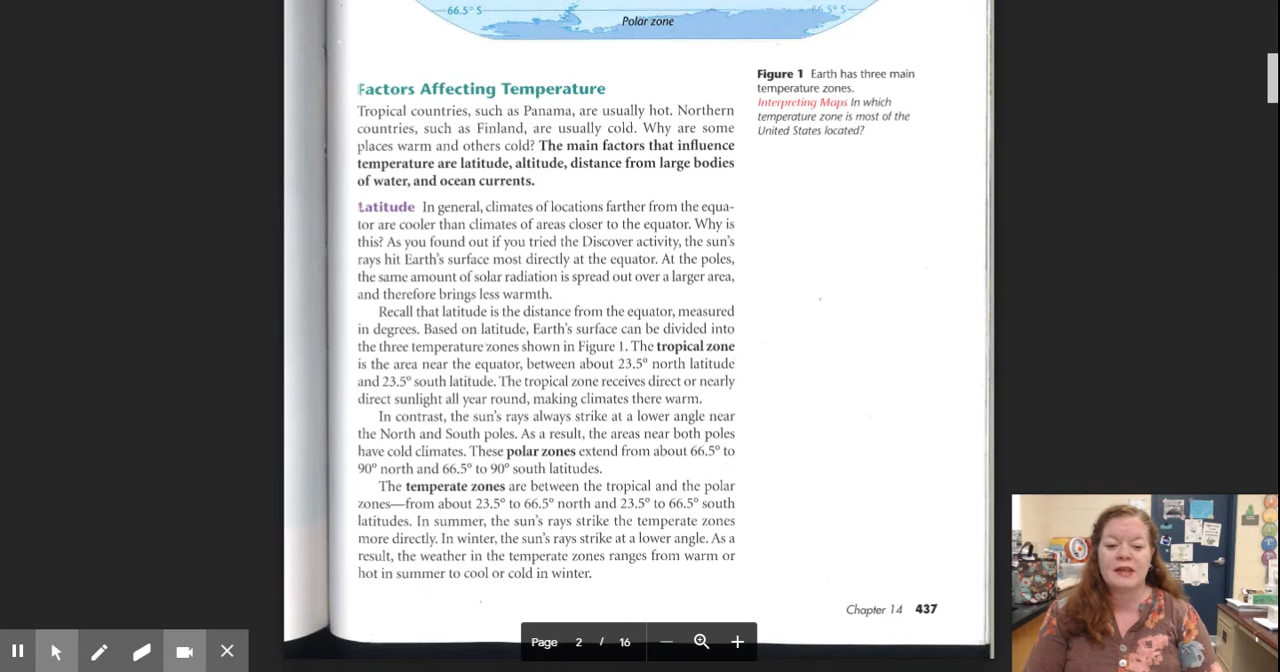 66.5° S
66.5° S
Polar zone
Factors Affecting Temperature
Tropical countries, such as Panama, are usually hot. Northern
countries, such as Finland, are usually cold. Why are some
places warm and others cold? The main factors that influence
temperature are latitude, altitude, distance from large bodies
of water, and ocean currents.
Latitude In general, climates of locations farther from the equa-
tor are cooler than climates of areas closer to the equator. Why is
this? As you found out if you tried the Discover activity, the sun's
rays hit Earth's surface most directly at the equator. At the poles,
the same amount of solar radiation is spread out over a larger area,
and therefore brings less warmth.
Recall that latitude is the distance from the equator, measured
in degrees. Based on latitude, Earth's surface can be divided into
the three temperature zones shown in Figure 1. The tropical zone
is the area near the equator, between about 23.5° north latitude
and 23.5° south latitude. The tropical zone receives direct or nearly
direct sunlight all year round, making climates there warm.
In contrast, the sun's rays always strike at a lower angle near
the North and South poles. As a result, the areas near both poles
have cold climates. These polar zones extend from about 66.5° to
90° north and 66.5° to 90° south latitudes.
The temperate zones are between the tropical and the polar
zones—from about 23.5° to 66.5° north and 23.5° to 66.5° south
latitudes. In summer, the sun's rays strike the temperate zones
more directly. In winter, the sun's rays strike at a lower angle. As a
result, the weather in the temperate zones ranges from warm or
hot in summer to cool or cold in winter.
Figure 1 Earth has three main
temperature zones.
Interpreting Maps In which
temperature zone is most of the
United States located?
Chapter 14 437
Page 2 / 16